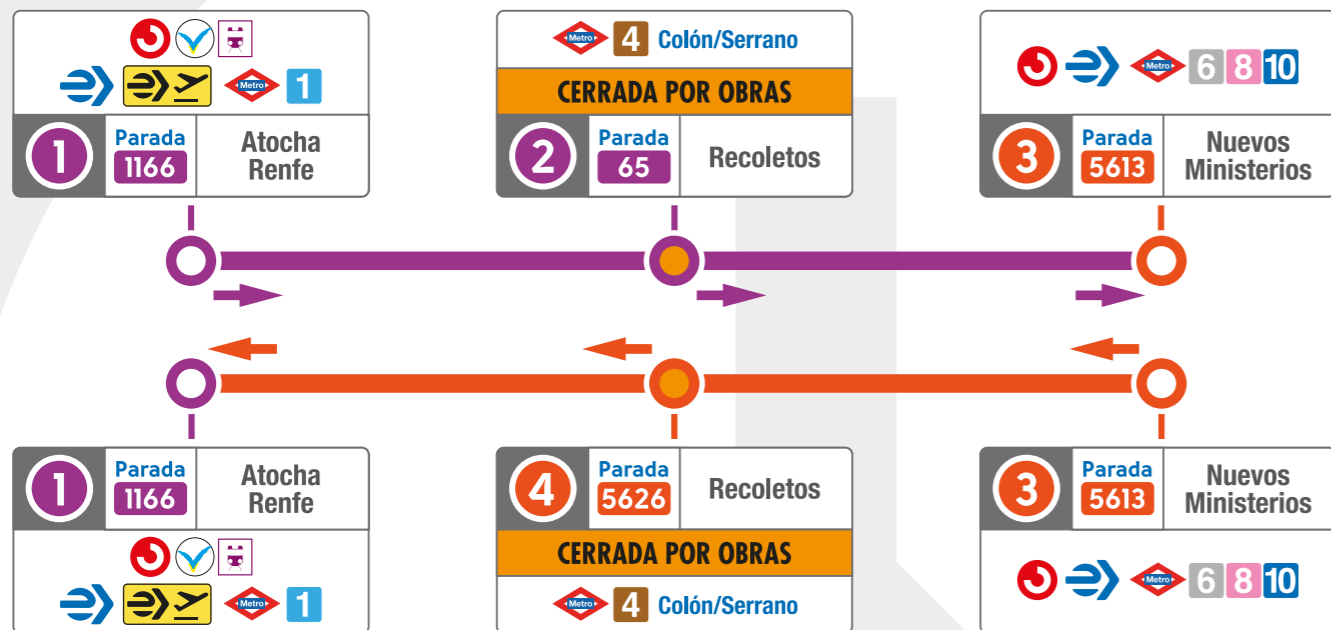 Metro 4 Colón/Serrano
CERRADA POR OBRAS
Metro 1
Metro 6 8 10
1 Parada 1166 Atocha Renfe
2 Parada 65 Recoletos
3 Parada 5613 Nuevos Ministerios
1 Parada 1166 Atocha Renfe
4 Parada 5626 Recoletos
3 Parada 5613 Nuevos Ministerios
CERRADA POR OBRAS
Metro 1
Metro 4 Colón/Serrano
Metro 6 8 10